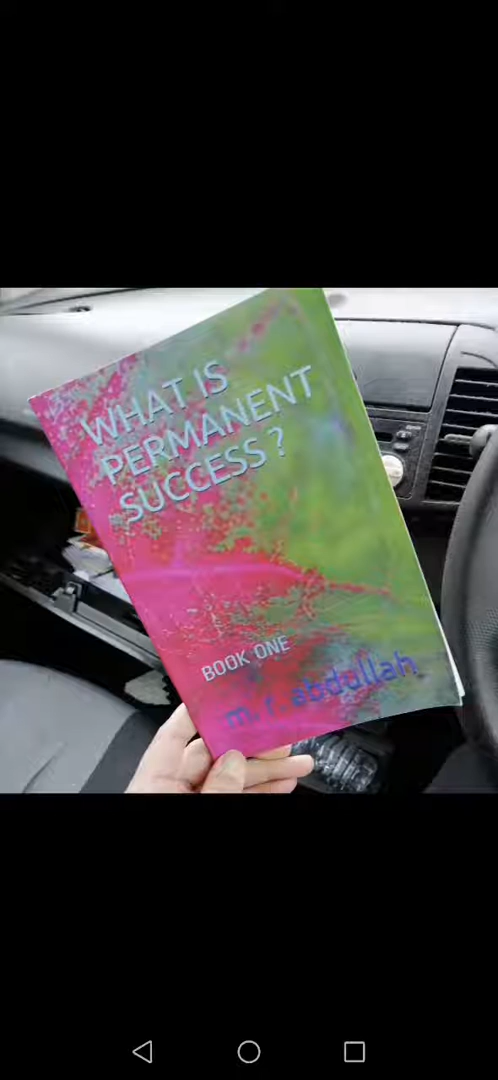 WHAT IS
PERMANENT
SUCCESS ?
BOOK ONE
m. r. abdullah